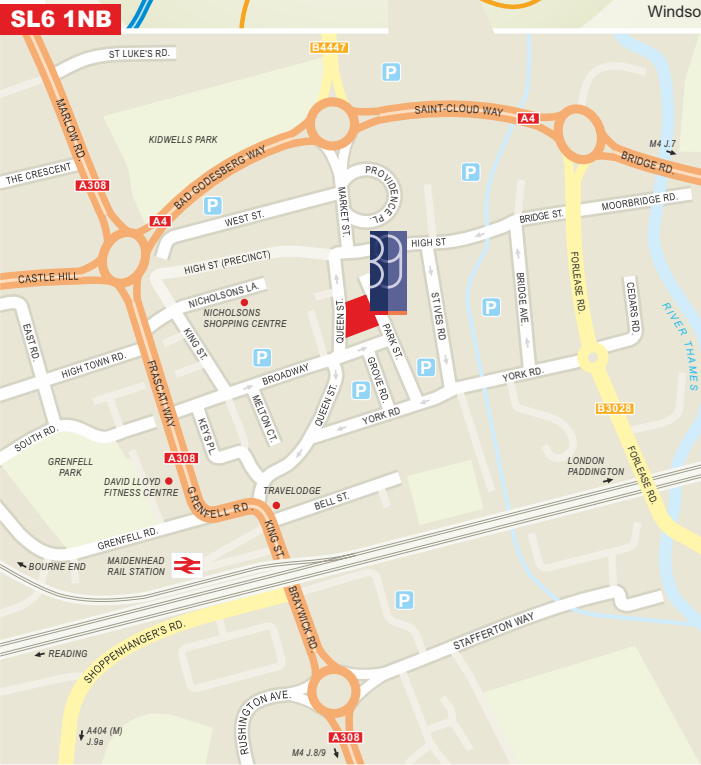 SL6 1NB
Windso
B4447
ST LUKE'S RD.
P
SAINT-CLOUD WAY
A4
MARLOW RD.
KIDWELLS PARK
M4 J.7
BRIDGE RD.
BAD GODESBERG WAY
THE CRESCENT
A308
P
PROVIDENCE PL.
MARKET ST.
P
MOORBRIDGE RD.
A4
WEST ST.
BRIDGE ST.
HIGH ST
HIGH ST (PRECINCT)
CASTLE HILL
FORLEASE RD.
NICHOLSONS LA.
BRIDGE AVE.
CEDARS RD.
ST IVES RD
P
NICHOLSONS
SHOPPING CENTRE
QUEEN ST.
RIVER THAMES
EAST RD.
KING ST.
PARK ST.
HIGH TOWN RD.
P
BROADWAY
GROVE RD.
P
FRASCATI WAY
P
YORK RD.
MELTON CT.
QUEEN ST.
YORK RD
B3028
KEYS PL
SOUTH RD.
GRENFELL
PARK
A308
LONDON
PADDINGTON
FORLEASE RD.
DAVID LLOYD
FITNESS CENTRE
TRAVELODGE
GRENFELL RD.
BELL ST.
KING ST.
GRENFELL RD.
BOURNE END
MAIDENHEAD
RAIL STATION
P
BRAYWICK RD.
STAFFERTON WAY
SHOPPENHANGER'S RD.
READING
RUSHINGTON AVE.
A404 (M)
J.9a
A308
M4 J.8/9